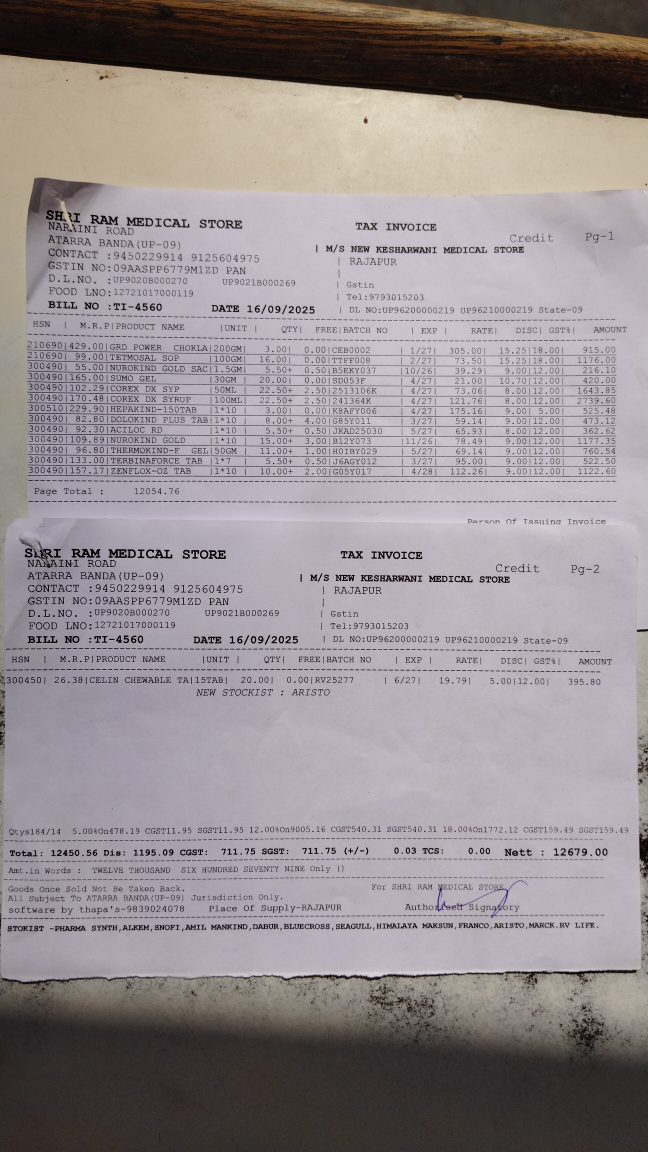 SHRI RAM MEDICAL STORE TAX INVOICE
NARAINI ROAD Credit Pg-1
ATARRA BANDA(UP-09) | M/S NEW KESHARWANI MEDICAL STORE
CONTACT :9450229914 9125604975 | RAJAPUR
GSTIN NO:09AASPP6779M1ZD PAN |
D.L.NO. :UP9020B000270 UP9021B000269 | Gstin
FOOD LNO:12721017000119 | Tel:9793015203
BILL NO :TI-4560 DATE 16/09/2025 | DL NO:UP96200000219 UP96210000219 State-09
HSN | M.R.P|PRODUCT NAME |UNIT | QTY| FREE|BATCH NO | EXP | RATE| DISC| GST%| AMOUNT
210690|429.00|GRD POWER CHOKLA|200GM| 3.00| 0.00|CEB0002 | 1/27| 305.00| 15.25|18.00| 915.00
210690| 99.00|TETMOSAL SOP |100GM| 16.00| 0.00|TTFF008 | 2/27| 73.50| 15.25|18.00| 1176.00
300490| 55.00|NUROKIND GOLD SAC|1.5GM| 5.50+ 0.50|B5EKY037 |10/26| 39.29| 9.00|12.00| 216.10
300490|165.00|SUMO GEL |30GM | 20.00| 0.00|SD053F | 4/27| 21.00| 10.70|12.00| 420.00
300490|102.29|COREX DX SYP |50ML | 22.50+ 2.50|2513106K | 4/27| 73.06| 8.00|12.00| 1643.85
300490|170.48|COREX DX SYRUP |100ML| 22.50+ 2.50|241364K | 4/27| 121.76| 8.00|12.00| 2739.60
300510|229.90|HEPAKIND-150TAB |1*10 | 3.00| 0.00|K8AFY006 | 4/27| 175.16| 9.00| 5.00| 525.48
300490| 82.80|DOLOKIND PLUS TAB|1*10 | 8.00+ 4.00|G85Y011 | 3/27| 59.14| 9.00|12.00| 473.12
300490| 92.30|ACILOC RD |1*10 | 5.50+ 0.50|JKAD25030 | 5/27| 65.93| 8.00|12.00| 362.62
300490|109.89|NUROKIND GOLD |1*10 | 15.00+ 3.00|B12Y073 |11/26| 78.49| 9.00|12.00| 1177.35
300490| 96.80|THERMOKIND-F GEL|50GM | 11.00+ 1.00|H0IBY029 | 5/27| 69.14| 9.00|12.00| 760.54
300490|133.00|TERBINAFORCE TAB |1*7 | 5.50+ 0.50|J6AGY012 | 3/27| 95.00| 9.00|12.00| 522.50
300490|157.17|ZENFLOX-OZ TAB |1*10 | 10.00+ 2.00|G05Y017 | 4/28| 112.26| 9.00|12.00| 1122.60
Page Total : 12054.76
Person Of Issuing Invoice
SHRI RAM MEDICAL STORE TAX INVOICE
NARAINI ROAD Credit Pg-2
ATARRA BANDA(UP-09) | M/S NEW KESHARWANI MEDICAL STORE
CONTACT :9450229914 9125604975 | RAJAPUR
GSTIN NO:09AASPP6779M1ZD PAN |
D.L.NO. :UP9020B000270 UP9021B000269 | Gstin
FOOD LNO:12721017000119 | Tel:9793015203
BILL NO :TI-4560 DATE 16/09/2025 | DL NO:UP96200000219 UP96210000219 State-09
HSN | M.R.P|PRODUCT NAME |UNIT | QTY| FREE|BATCH NO | EXP | RATE| DISC| GST%| AMOUNT
300450| 26.38|CELIN CHEWABLE TA|15TAB| 20.00| 0.00|RV25277 | 6/27| 19.79| 5.00|12.00| 395.80
NEW STOCKIST : ARISTO
Qtys184/14 5.00%On478.19 CGST11.95 SGST11.95 12.00%On9005.16 CGST540.31 SGST540.31 18.00%On1772.12 CGST159.49 SGST159.49
Total: 12450.56 Dis: 1195.09 CGST: 711.75 SGST: 711.75 (+/-) 0.03 TCS: 0.00 Nett : 12679.00
Amt.in Words : TWELVE THOUSAND SIX HUNDRED SEVENTY NINE Only ()
Goods Once Sold Not Be Taken Back. For SHRI RAM MEDICAL STORE
All Subject To ATARRA BANDA(UP-09) Jurisdiction Only.
software by thapa's-9839024078 Place Of Supply-RAJAPUR Authorised Signatory
STOKIST -PHARMA SYNTH,ALKEM,SNOFI,AMIL MANKIND,DABUR,BLUECROSS,SEAGULL,HIMALAYA MAKSUN,FRANCO,ARISTO,MARCK.RV LIFE.